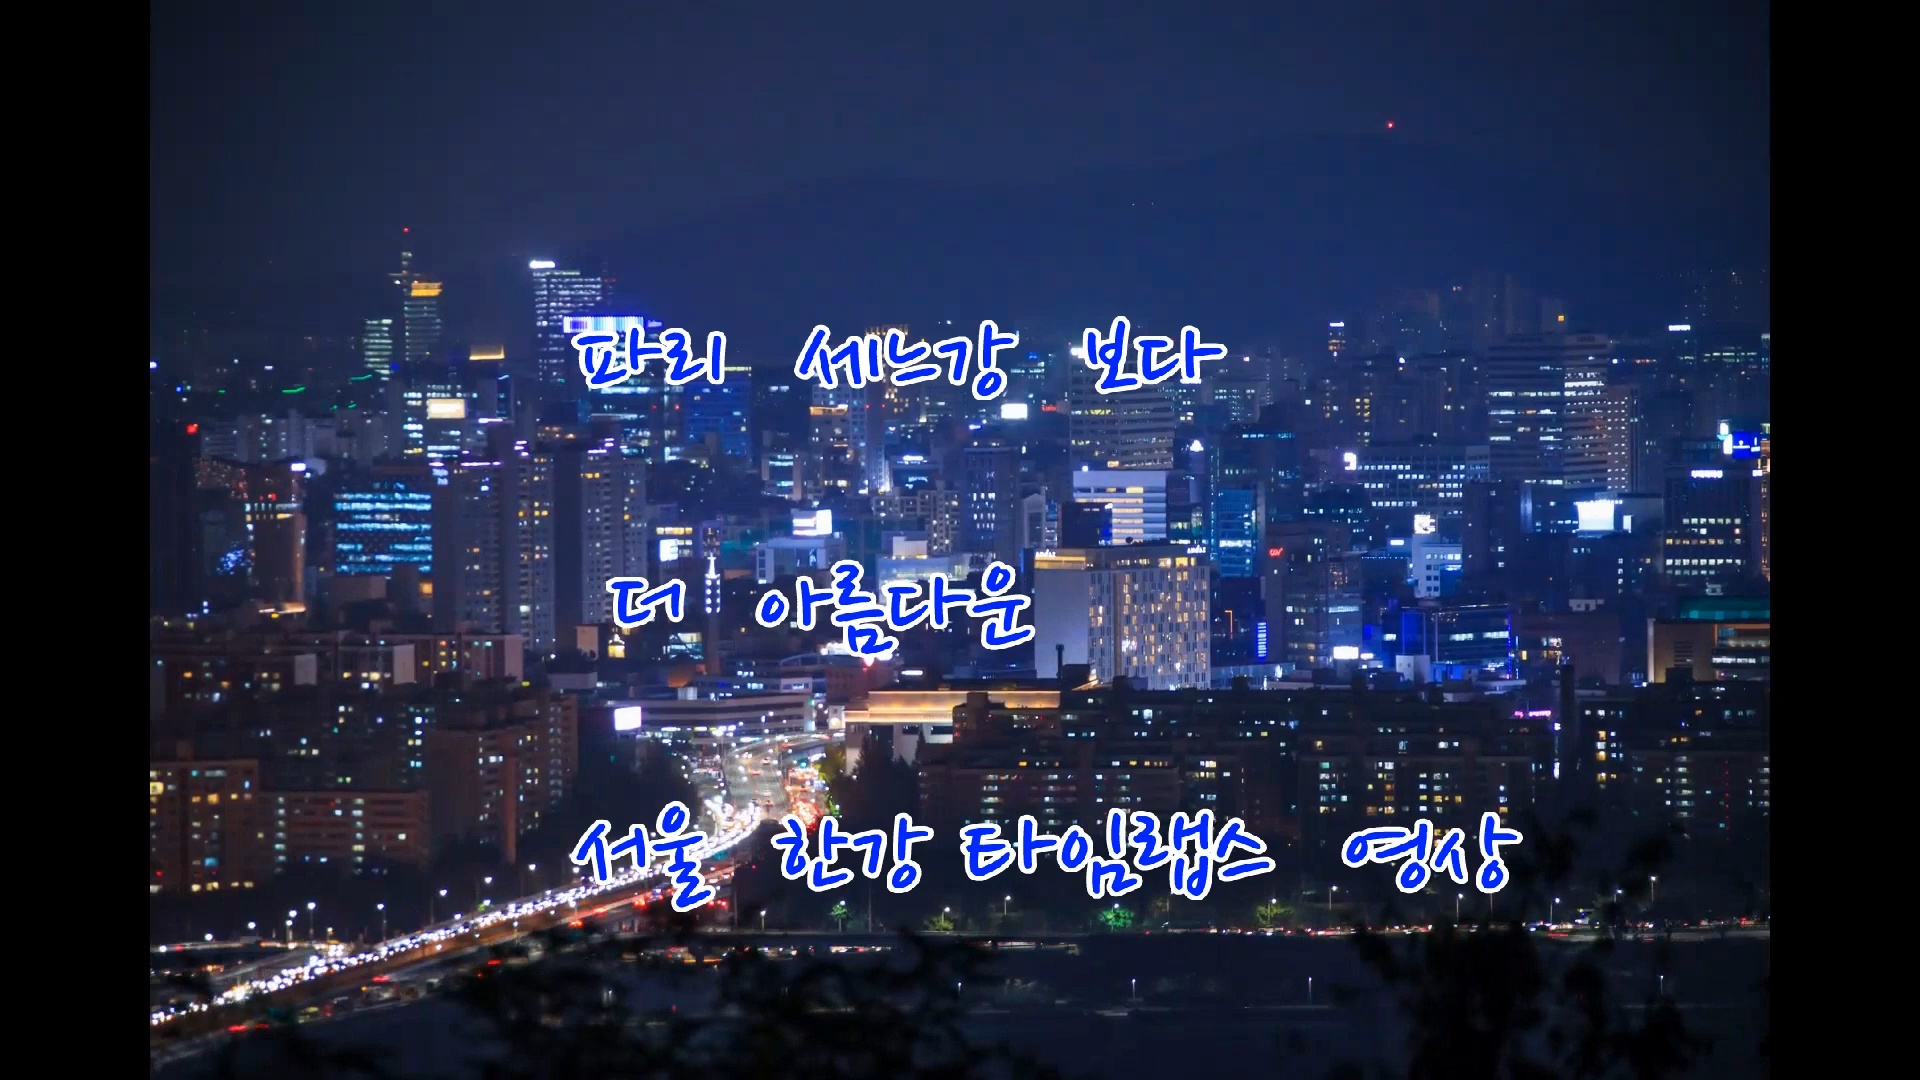 파리 세느강 보다
더 아름다운
서울 한강 타임랩스 영상